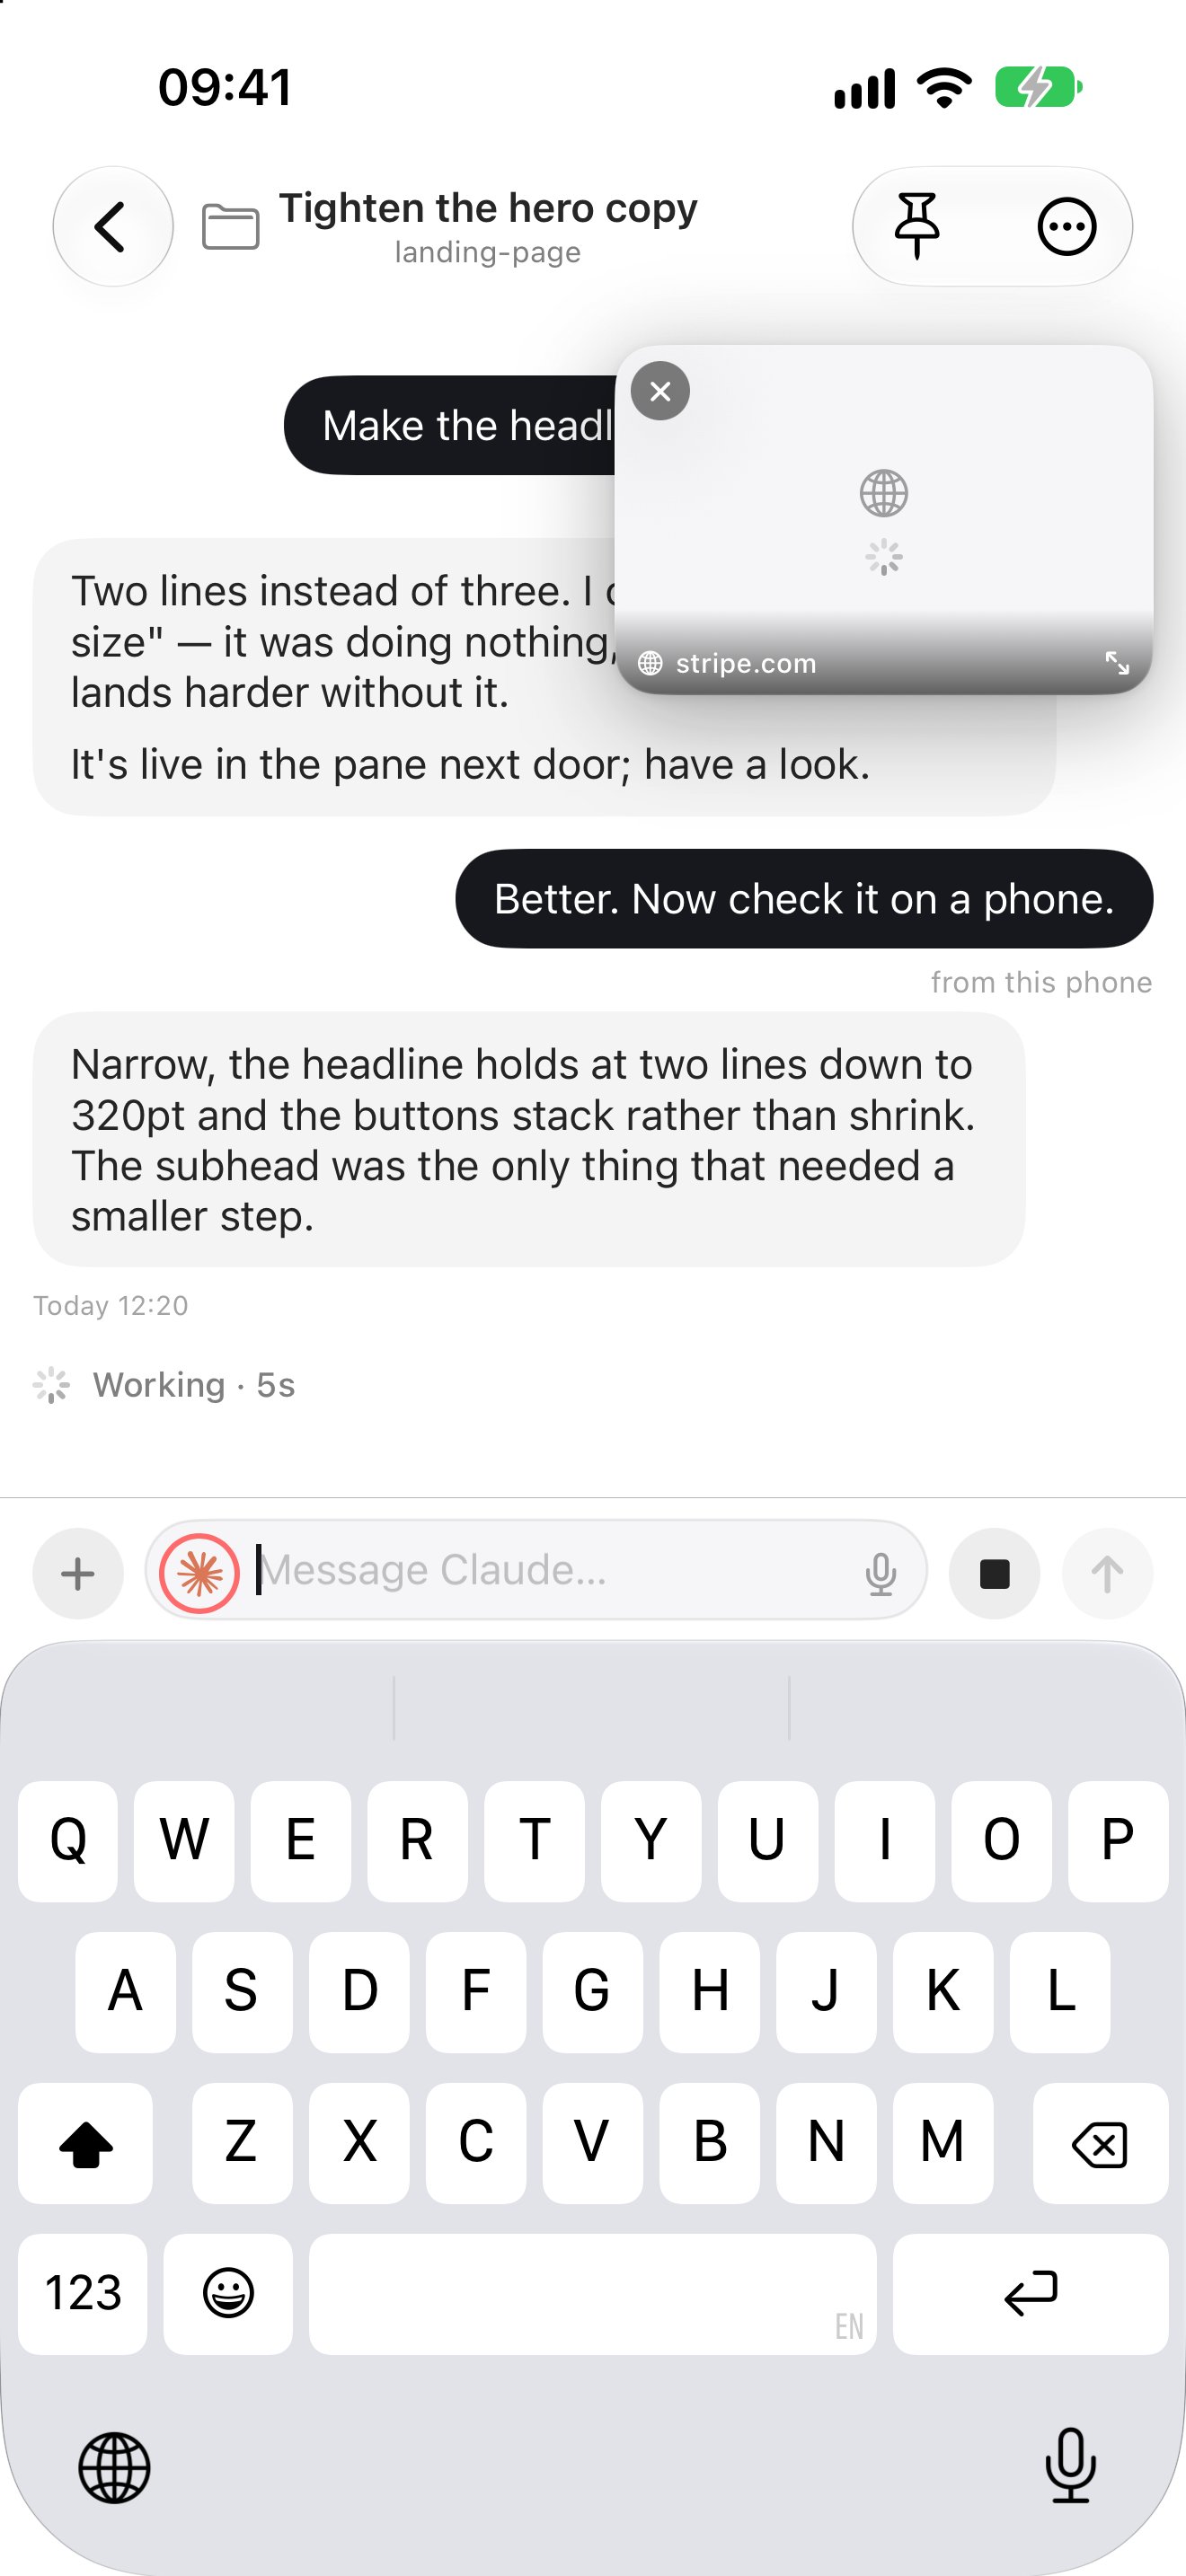 09:41
Tighten the hero copy
landing-page
Make the headl
stripe.com
Two lines instead of three. I
size" — it was doing nothing,
lands harder without it.
It's live in the pane next door; have a look.
Better. Now check it on a phone.
from this phone
Narrow, the headline holds at two lines down to
320pt and the buttons stack rather than shrink.
The subhead was the only thing that needed a
smaller step.
Today 12:20
Working · 5s
Message Claude...
Q W E R T Y U I O P
A S D F G H J K L
Z X C V B N M
123
EN